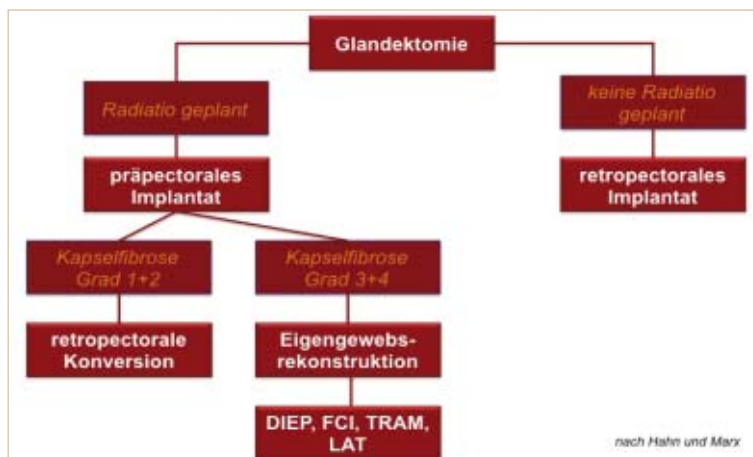 Glandektomie
Radiatio geplant
keine Radiatio
geplant
präpectorales
Implantat
retropectorales
Implantat
Kapselfibrose
Grad 1+2
Kapselfibrose
Grad 3+4
retropectorale
Konversion
Eigengewebs-
rekonstruktion
DIEP, FCI, TRAM,
LAT
nach Hahn und Marx